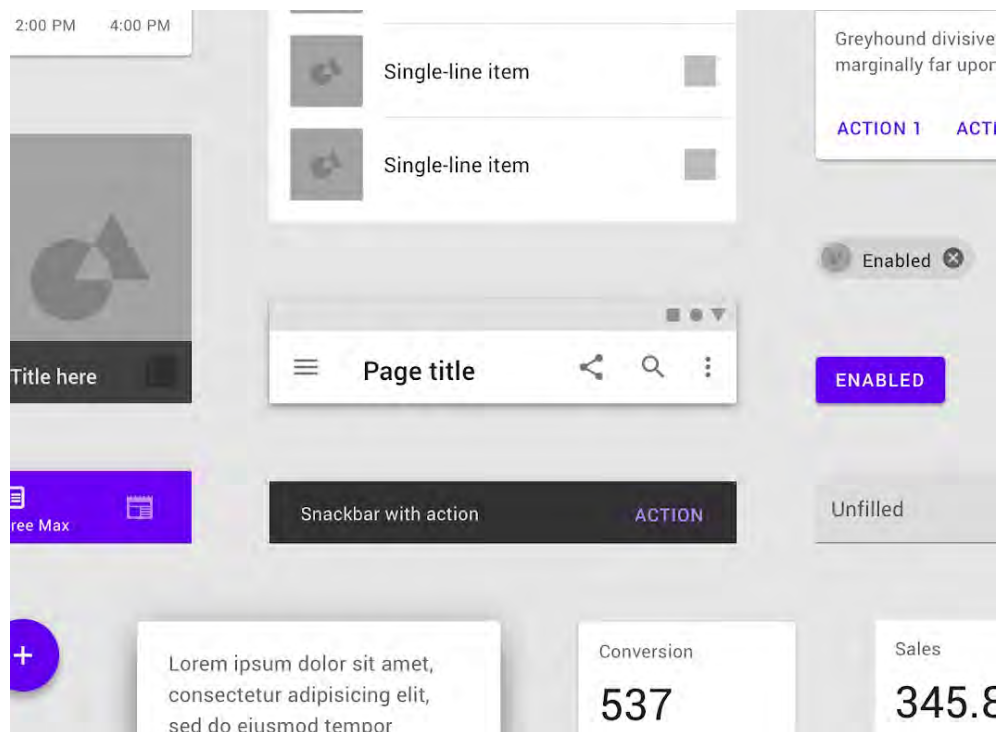 2:00 PM 4:00 PM
Single-line item
Single-line item
Greyhound divisive
marginally far upon
ACTION 1
Enabled
Title here
Page title
ENABLED
ree Max
Snackbar with action ACTION
Unfilled
Lorem ipsum dolor sit amet,
consectetur adipisicing elit,
sed do eiusmod tempor
Conversion
537
Sales
345.8